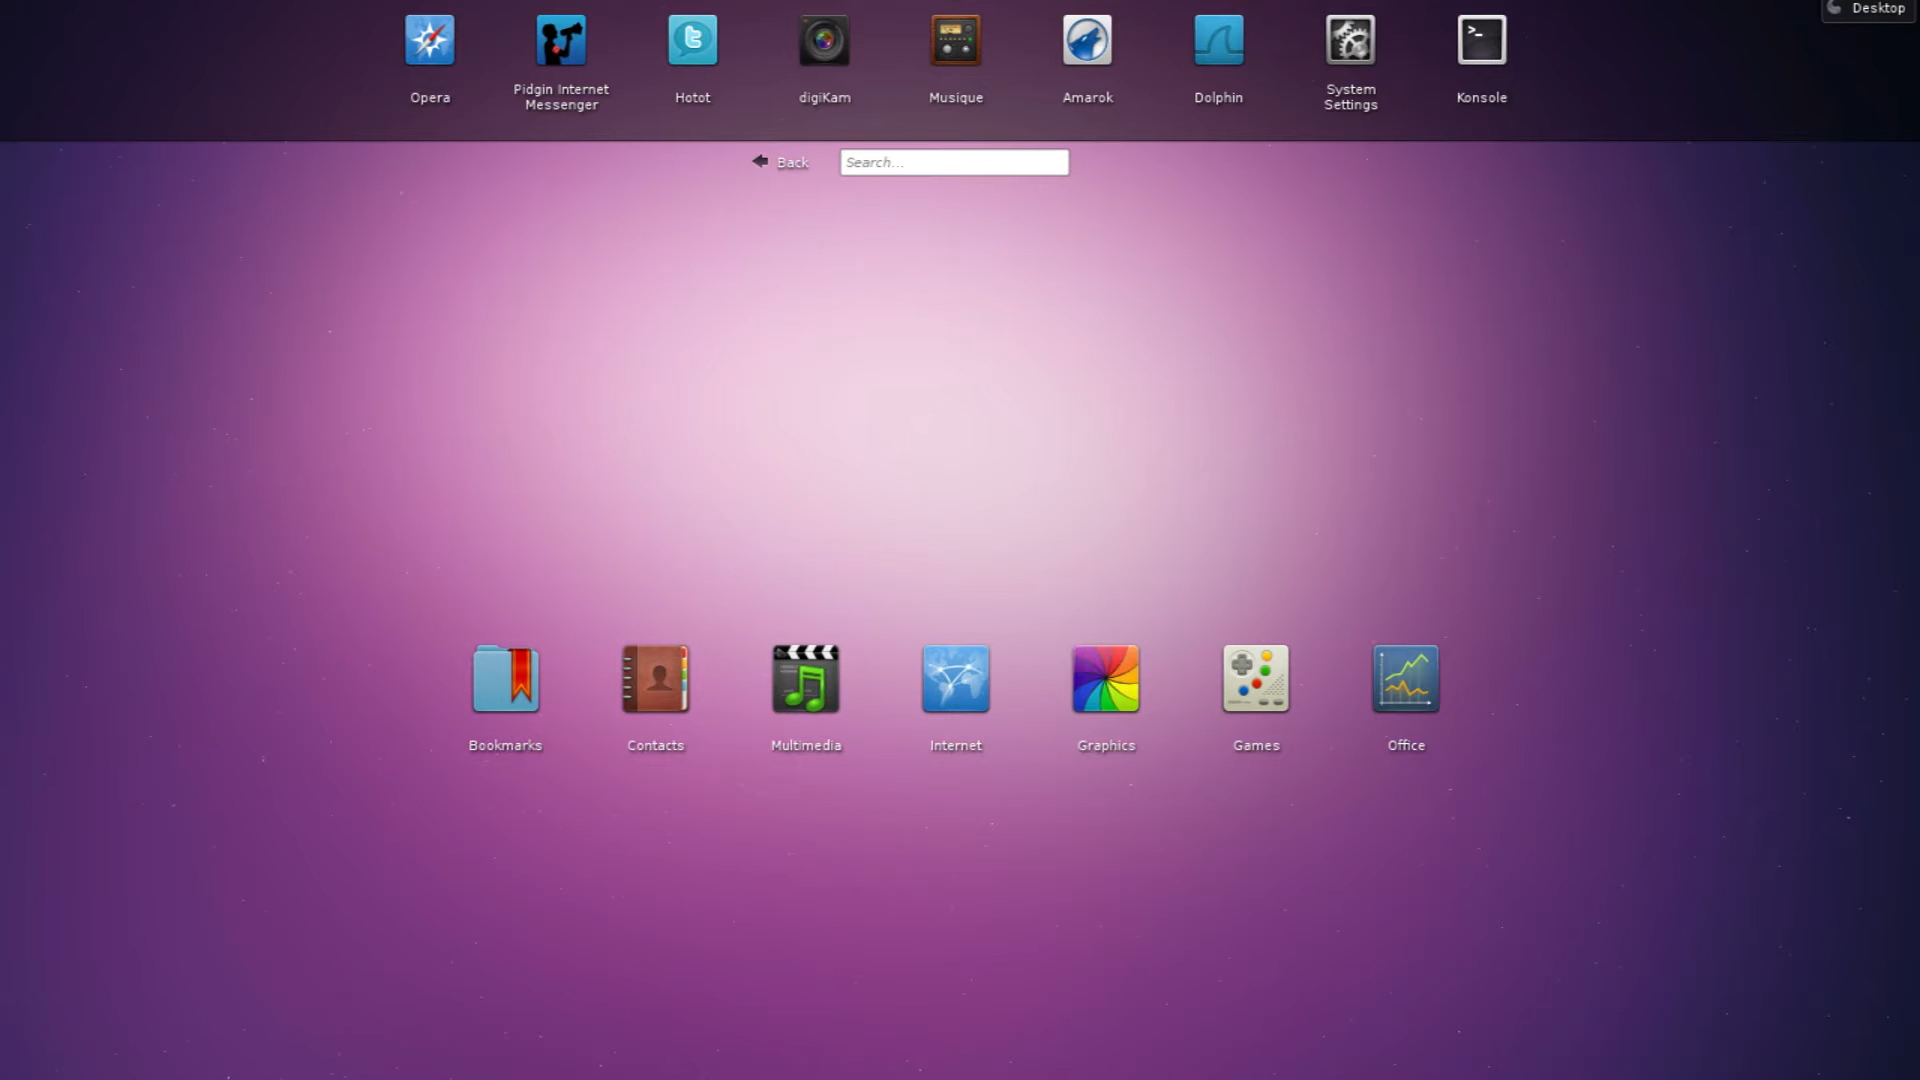 Desktop
Opera
Pidgin Internet
Messenger
Hotot
digiKam
Musique
Amarok
Dolphin
System
Settings
Konsole
Back
Search...
Bookmarks
Contacts
Multimedia
Internet
Graphics
Games
Office